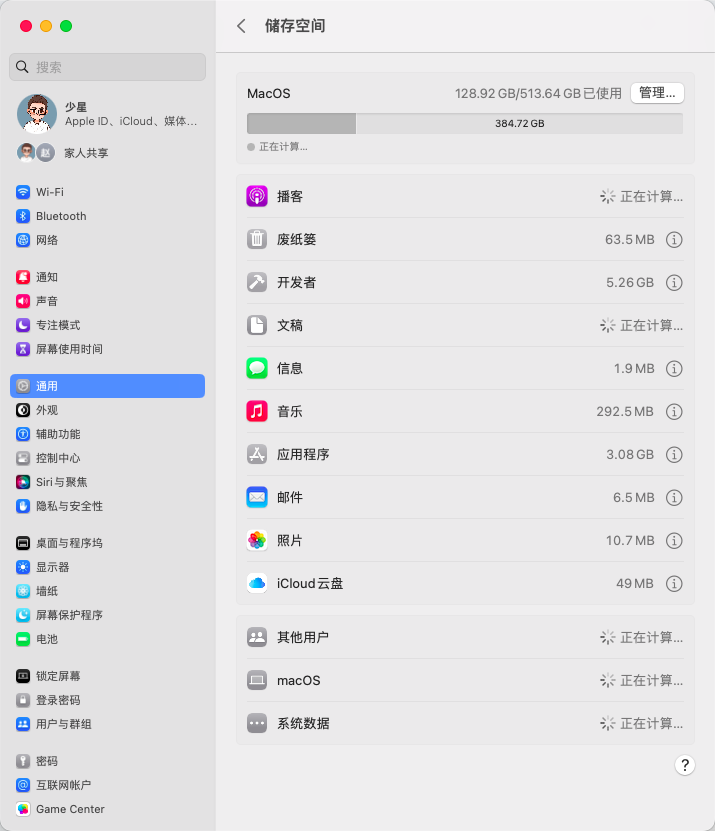 储存空间
搜索
少星
Apple ID、iCloud、媒体...
赵
家人共享
Wi-Fi
Bluetooth
网络
通知
声音
专注模式
屏幕使用时间
通用
外观
辅助功能
控制中心
Siri与聚焦
隐私与安全性
桌面与程序坞
显示器
墙纸
屏幕保护程序
电池
锁定屏幕
登录密码
用户与群组
密码
互联网帐户
Game Center
MacOS 128.92 GB/513.64 GB已使用 管理...
384.72 GB
正在计算...
播客 正在计算...
废纸篓 63.5 MB
开发者 5.26 GB
文稿 正在计算...
信息 1.9 MB
音乐 292.5 MB
应用程序 3.08 GB
邮件 6.5 MB
照片 10.7 MB
iCloud云盘 49 MB
其他用户 正在计算...
macOS 正在计算...
系统数据 正在计算...
?